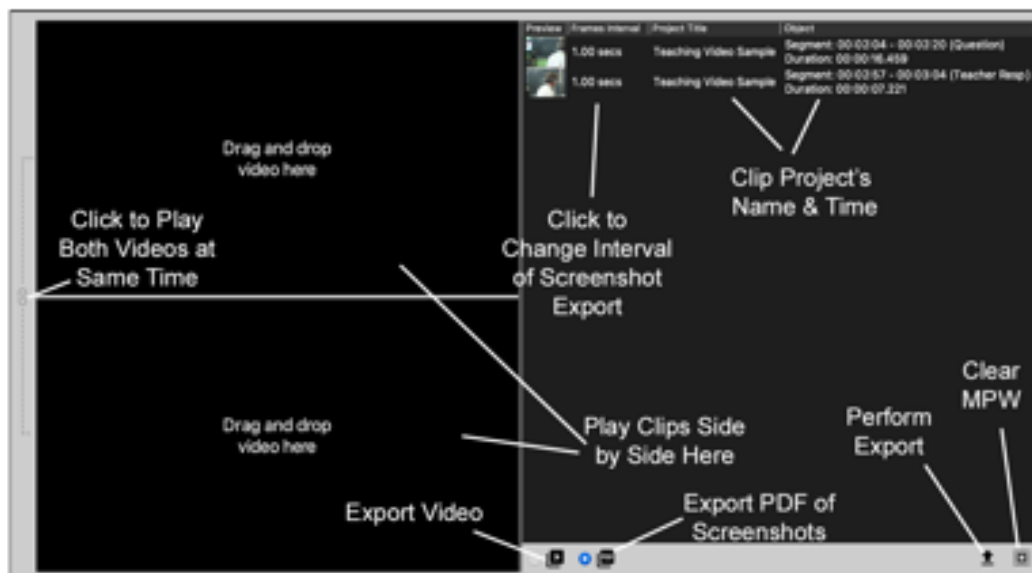 Preview Frames Interval Project Title Object
1.00 secs Teaching Video Sample Segment: 00:02:04 - 00:02:20 (Question)
Duration: 00:00:16.459
1.00 secs Teaching Video Sample Segment: 00:02:57 - 00:03:04 (Teacher Resp)
Duration: 00:00:07.221
Drag and drop
video here
Click to Play
Both Videos at
Same Time
Click to
Change Interval
of Screenshot
Export
Clip Project's
Name & Time
Drag and drop
video here
Play Clips Side
by Side Here
Clear
MPW
Perform
Export
Export Video
Export PDF of
Screenshots